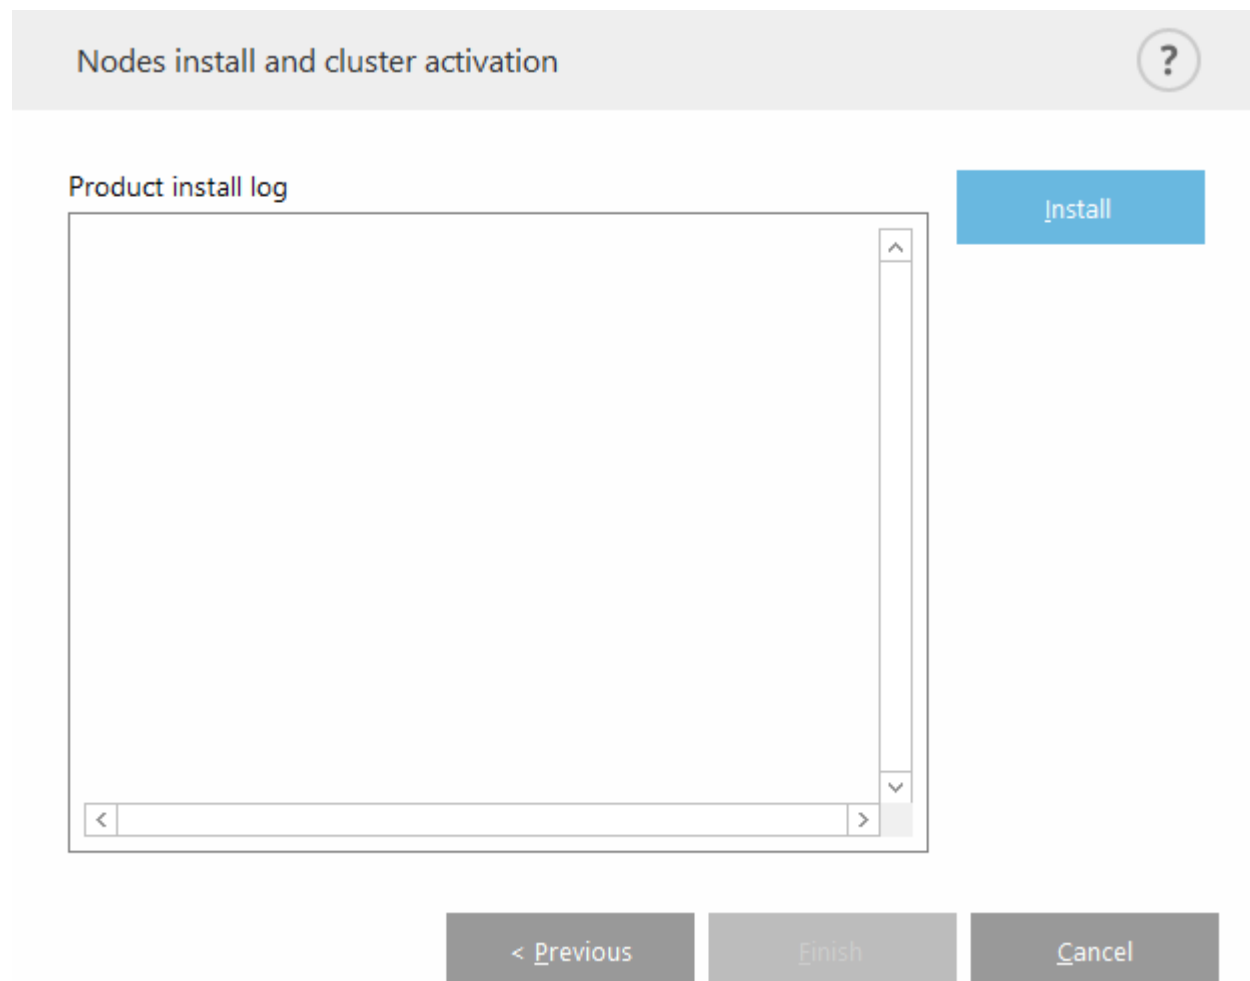 Nodes install and cluster activation
?
Product install log
Install
< Previous
Finish
Cancel